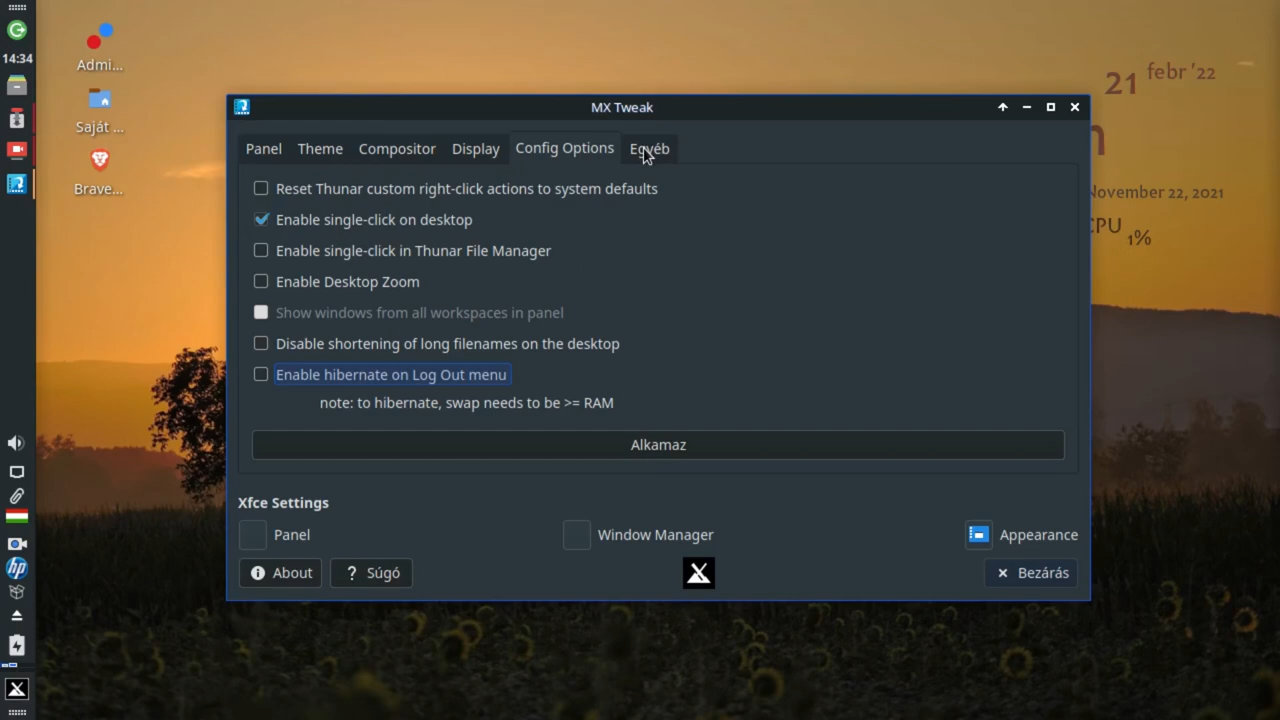 14:34
Admi...
Saját ...
Brave...
21 febr '22
November 22, 2021
CPU 1%
MX Tweak
Panel Theme Compositor Display Config Options Egyéb
Reset Thunar custom right-click actions to system defaults
Enable single-click on desktop
Enable single-click in Thunar File Manager
Enable Desktop Zoom
Show windows from all workspaces in panel
Disable shortening of long filenames on the desktop
Enable hibernate on Log Out menu
note: to hibernate, swap needs to be >= RAM
Alkamaz
Xfce Settings
Panel Window Manager Appearance
About ? Súgó Bezárás
hp